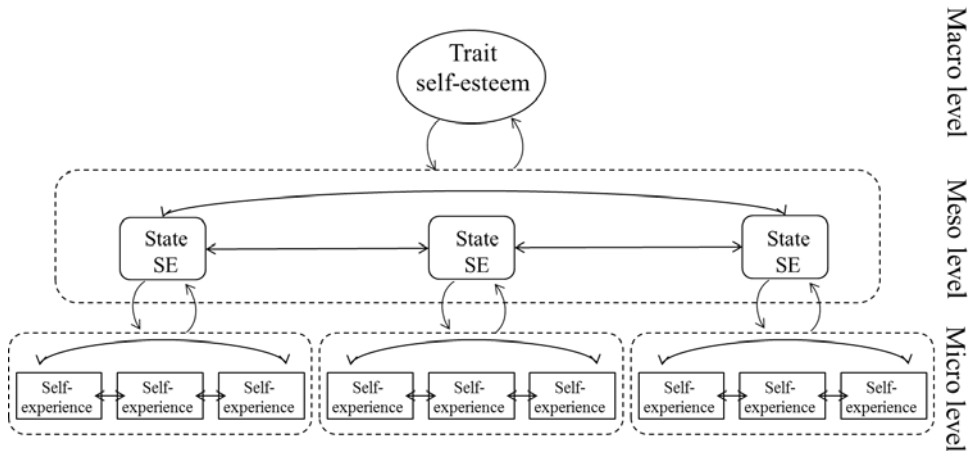 Trait
self-esteem
Macro level
State
SE
State
SE
State
SE
Meso level
Self-
experience
Self-
experience
Self-
experience
Self-
experience
Self-
experience
Self-
experience
Self-
experience
Self-
experience
Self-
experience
Micro level